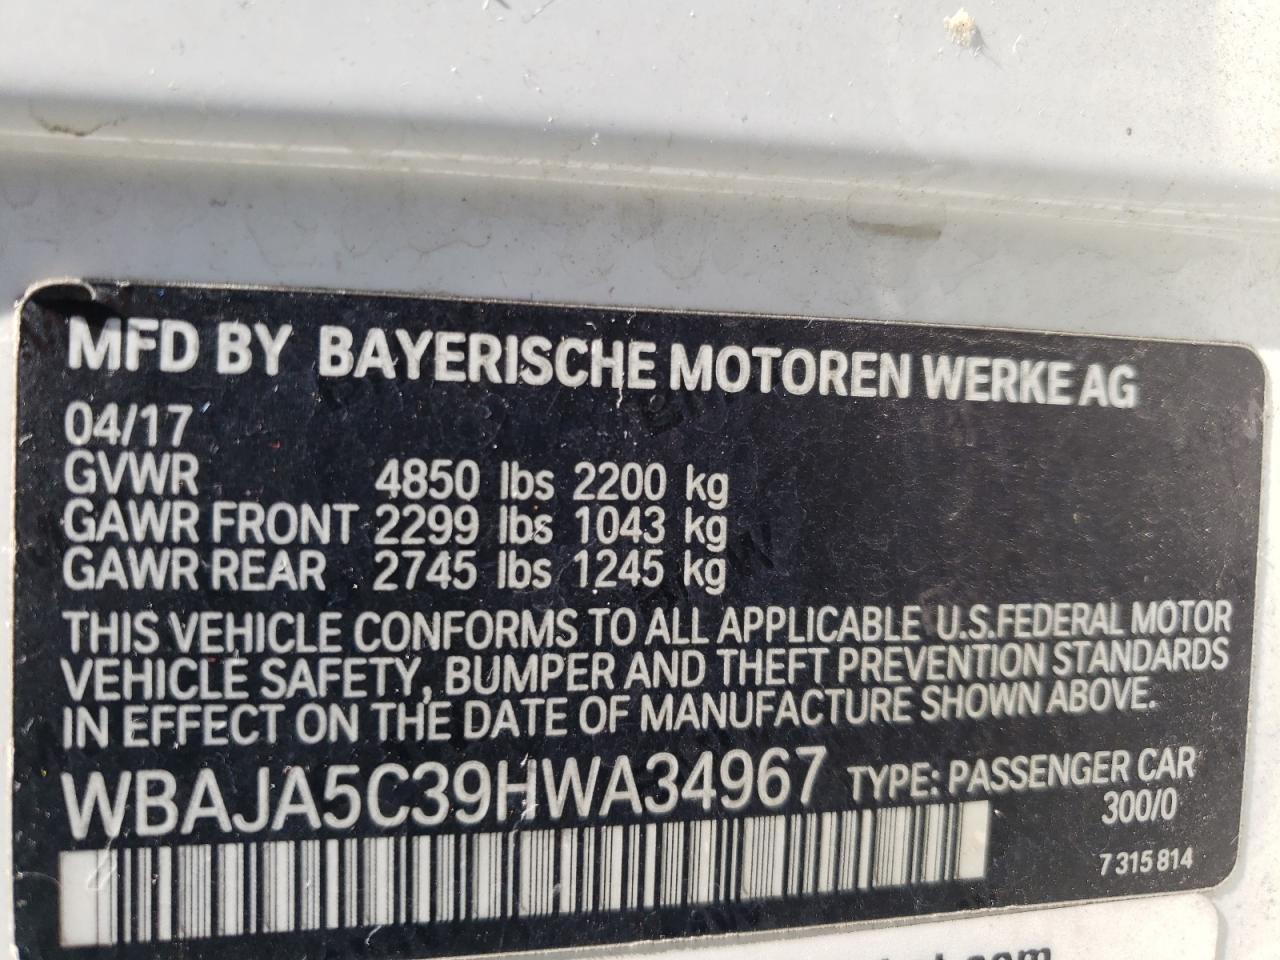 MFD BY BAYERISCHE MOTOREN WERKE AG
04/17
GVWR 4850 lbs 2200 kg
GAWR FRONT 2299 lbs 1043 kg
GAWR REAR 2745 lbs 1245 kg
THIS VEHICLE CONFORMS TO ALL APPLICABLE U.S.FEDERAL MOTOR
VEHICLE SAFETY, BUMPER AND THEFT PREVENTION STANDARDS
IN EFFECT ON THE DATE OF MANUFACTURE SHOWN ABOVE.
WBAJA5C39HWA34967 TYPE: PASSENGER CAR
300/0
7 315 814